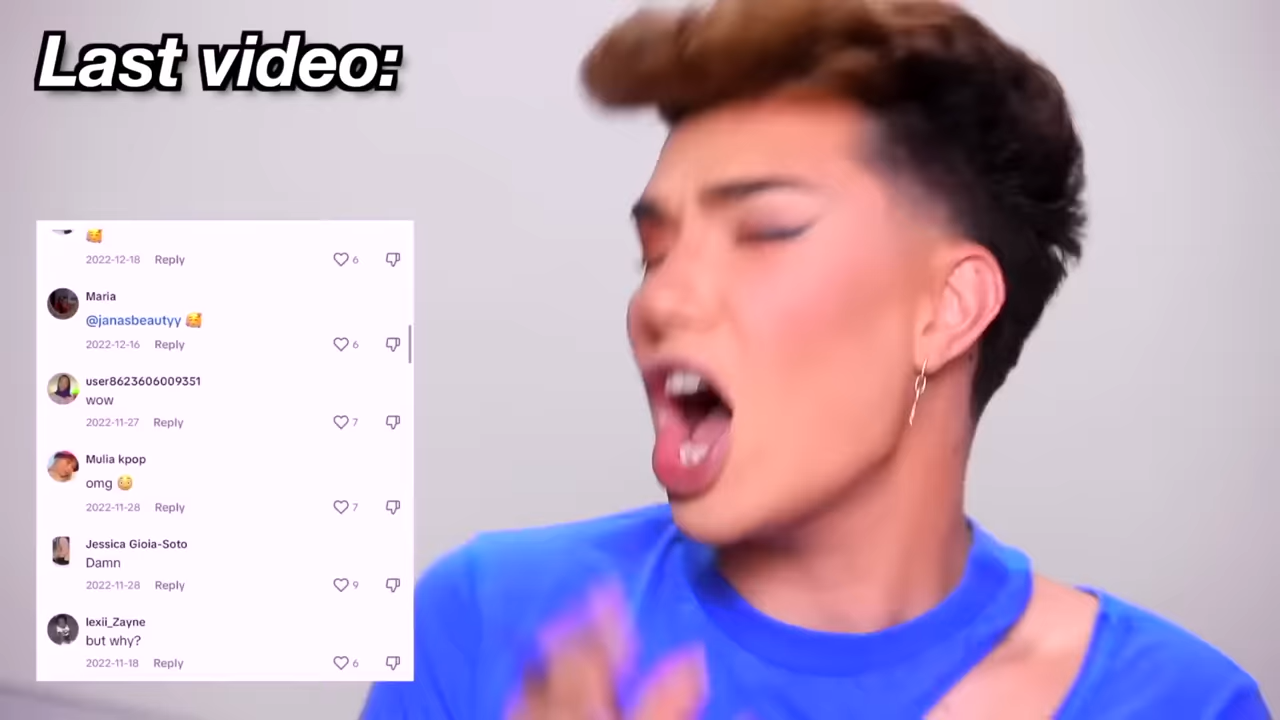 Last video:
🥰
2022-12-18 Reply 6
Maria
@janasbeautyy 🥰
2022-12-16 Reply 6
user8623606009351
wow
2022-11-27 Reply 7
Mulia kpop
omg 😳
2022-11-28 Reply 7
Jessica Gioia-Soto
Damn
2022-11-28 Reply 9
lexii_Zayne
but why?
2022-11-18 Reply 6